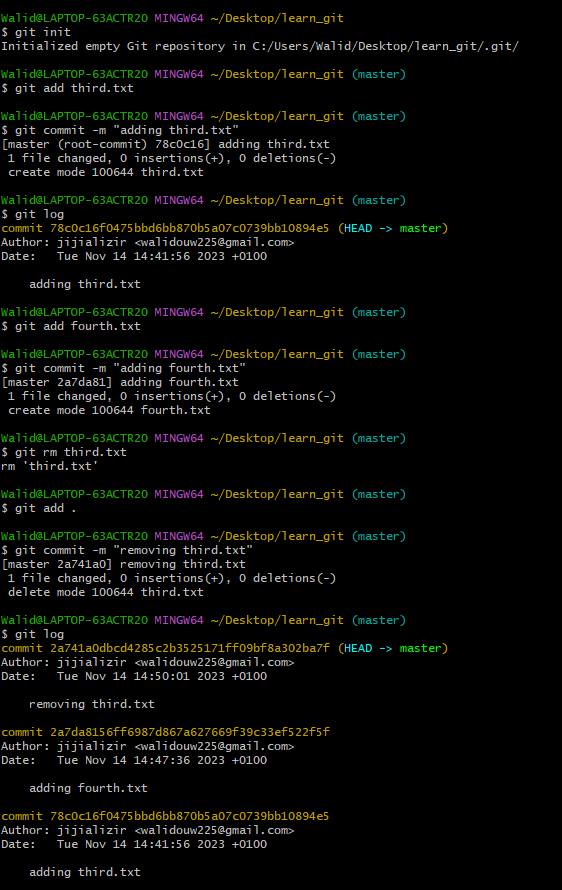 Walid@LAPTOP-63ACTR2O MINGW64 ~/Desktop/learn_git
$ git init
Initialized empty Git repository in C:/Users/Walid/Desktop/learn_git/.git/
Walid@LAPTOP-63ACTR2O MINGW64 ~/Desktop/learn_git (master)
$ git add third.txt
Walid@LAPTOP-63ACTR2O MINGW64 ~/Desktop/learn_git (master)
$ git commit -m "adding third.txt"
[master (root-commit) 78c0c16] adding third.txt
 1 file changed, 0 insertions(+), 0 deletions(-)
 create mode 100644 third.txt
Walid@LAPTOP-63ACTR2O MINGW64 ~/Desktop/learn_git (master)
$ git log
commit 78c0c16f0475bbd6bb870b5a07c0739bb10894e5 (HEAD -> master)
Author: jijializir <walidouw225@gmail.com>
Date:   Tue Nov 14 14:41:56 2023 +0100
    adding third.txt
Walid@LAPTOP-63ACTR2O MINGW64 ~/Desktop/learn_git (master)
$ git add fourth.txt
Walid@LAPTOP-63ACTR2O MINGW64 ~/Desktop/learn_git (master)
$ git commit -m "adding fourth.txt"
[master 2a7da81] adding fourth.txt
 1 file changed, 0 insertions(+), 0 deletions(-)
 create mode 100644 fourth.txt
Walid@LAPTOP-63ACTR2O MINGW64 ~/Desktop/learn_git (master)
$ git rm third.txt
rm 'third.txt'
Walid@LAPTOP-63ACTR2O MINGW64 ~/Desktop/learn_git (master)
$ git add .
Walid@LAPTOP-63ACTR2O MINGW64 ~/Desktop/learn_git (master)
$ git commit -m "removing third.txt"
[master 2a741a0] removing third.txt
 1 file changed, 0 insertions(+), 0 deletions(-)
 delete mode 100644 third.txt
Walid@LAPTOP-63ACTR2O MINGW64 ~/Desktop/learn_git (master)
$ git log
commit 2a741a0dbcd4285c2b3525171ff09bf8a302ba7f (HEAD -> master)
Author: jijializir <walidouw225@gmail.com>
Date:   Tue Nov 14 14:50:01 2023 +0100
    removing third.txt
commit 2a7da8156ff6987d867a627669f39c33ef522f5f
Author: jijializir <walidouw225@gmail.com>
Date:   Tue Nov 14 14:47:36 2023 +0100
    adding fourth.txt
commit 78c0c16f0475bbd6bb870b5a07c0739bb10894e5
Author: jijializir <walidouw225@gmail.com>
Date:   Tue Nov 14 14:41:56 2023 +0100
    adding third.txt